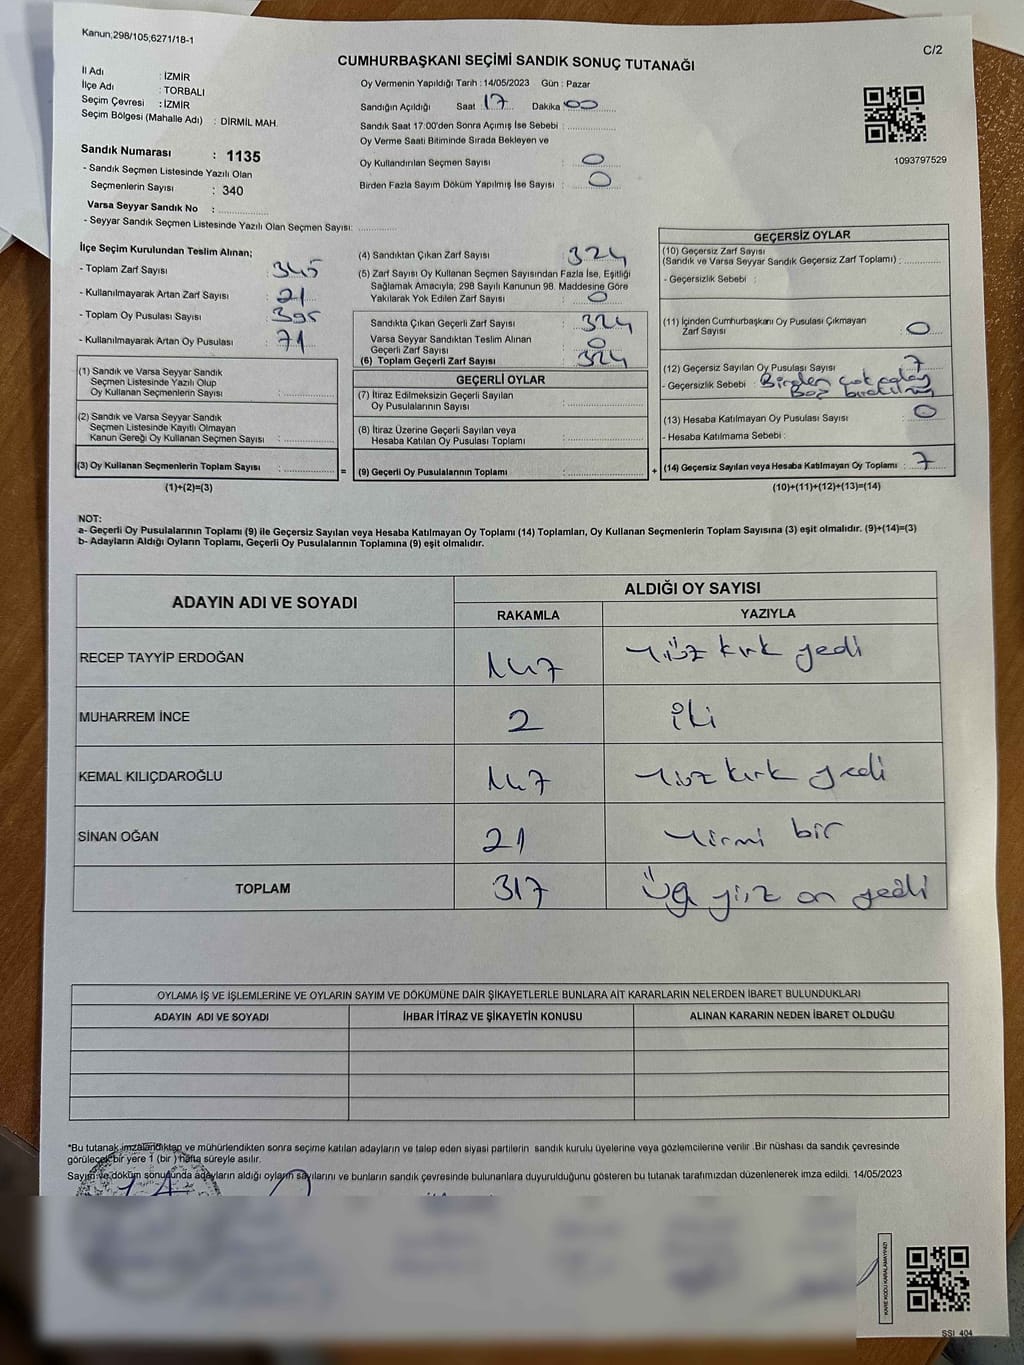 Kanun,298/105,6271/18-1
C/2
CUMHURBAŞKANI SEÇİMİ SANDIK SONUÇ TUTANAĞI
İl Adı : İZMİR
İlçe Adı : TORBALI
Seçim Çevresi : İZMİR
Seçim Bölgesi (Mahalle Adı) : DİRMİL MAH.
Sandık Numarası : 1135
- Sandık Seçmen Listesinde Yazılı Olan
Seçmenlerin Sayısı : 340
Varsa Seyyar Sandık No : ..................
- Seyyar Sandık Seçmen Listesinde Yazılı Olan Seçmen Sayısı: ..............
Oy Vermenin Yapıldığı Tarih : 14/05/2023 Gün : Pazar
Sandığın Açıldığı Saat : 17 Dakika : 00
Sandık Saat 17:00'den Sonra Açımış İse Sebebi : ..................
Oy Verme Saati Bitiminde Sırada Bekleyen ve
Oy Kullandırılan Seçmen Sayısı : 0
Birden Fazla Sayım Döküm Yapılmış İse Sayısı : 0
1093797529
İlçe Seçim Kurulundan Teslim Alınan;
- Toplam Zarf Sayısı : 345
- Kullanılmayarak Artan Zarf Sayısı : 21
- Toplam Oy Pusulası Sayısı : 395
- Kullanılmayarak Artan Oy Pusulası : 71
(1) Sandık ve Varsa Seyyar Sandık
Seçmen Listesinde Yazılı Olup
Oy Kullanan Seçmenlerin Sayısı : ..............
(2) Sandık ve Varsa Seyyar Sandık
Seçmen Listesinde Kayıtlı Olmayan
Kanun Gereği Oy Kullanan Seçmen Sayısı : ..............
(3) Oy Kullanan Seçmenlerin Toplam Sayısı : .............. =
(1)+(2)=(3)
(4) Sandıktan Çıkan Zarf Sayısı : 324
(5) Zarf Sayısı Oy Kullanan Seçmen Sayısından Fazla İse, Eşitliği
Sağlamak Amacıyla; 298 Sayılı Kanunun 98. Maddesine Göre
Yakılarak Yok Edilen Zarf Sayısı : 0
Sandıkta Çıkan Geçerli Zarf Sayısı : 324
Varsa Seyyar Sandıktan Teslim Alınan
Geçerli Zarf Sayısı : 0
(6) Toplam Geçerli Zarf Sayısı : 324
GEÇERLİ OYLAR
(7) İtiraz Edilmeksizin Geçerli Sayılan
Oy Pusulalarının Sayısı : ..................
(8) İtiraz Üzerine Geçerli Sayılan veya
Hesaba Katılan Oy Pusulası Toplamı : ..................
(9) Geçerli Oy Pusulalarının Toplamı : .................. +
GEÇERSİZ OYLAR
(10) Geçersiz Zarf Sayısı
(Sandık ve Varsa Seyyar Sandık Geçersiz Zarf Toplamı) : ..........
- Geçersizlik Sebebi :
(11) İçinden Cumhurbaşkanı Oy Pusulası Çıkmayan
Zarf Sayısı : 0
(12) Geçersiz Sayılan Oy Pusulası Sayısı : 7
- Geçersizlik Sebebi : Birden çok
Boş
(13) Hesaba Katılmayan Oy Pusulası Sayısı : 0
- Hesaba Katılmama Sebebi :
(14) Geçersiz Sayılan veya Hesaba Katılmayan Oy Toplamı : 7
(10)+(11)+(12)+(13)=(14)
NOT:
a- Geçerli Oy Pusulalarının Toplamı (9) ile Geçersiz Sayılan veya Hesaba Katılmayan Oy Toplamı (14) Toplamları, Oy Kullanan Seçmenlerin Toplam Sayısına (3) eşit olmalıdır. (9)+(14)=(3)
b- Adayların Aldığı Oyların Toplamı, Geçerli Oy Pusulalarının Toplamına (9) eşit olmalıdır.
ADAYIN ADI VE SOYADI ALDIĞI OY SAYISI
RAKAMLA YAZIYLA
RECEP TAYYİP ERDOĞAN 147 Yüz kırk yedi
MUHARREM İNCE 2 iki
KEMAL KILIÇDAROĞLU 147 Yüz kırk yedi
SİNAN OĞAN 21 Yirmi bir
TOPLAM 317 Üç yüz on yedi
OYLAMA İŞ VE İŞLEMLERİNE VE OYLARIN SAYIM VE DÖKÜMÜNE DAİR ŞİKAYETLERLE BUNLARA AİT KARARLARIN NELERDEN İBARET BULUNDUKLARI
ADAYIN ADI VE SOYADI İHBAR İTİRAZ VE ŞİKAYETİN KONUSU ALINAN KARARIN NEDEN İBARET OLDUĞU
*Bu tutanak imzalandıktan ve mühürlendikten sonra seçime katılan adayların ve talep eden siyasi partilerin sandık kurulu üyelerine veya gözlemcilerine verilir .Bir nüshası da sandık çevresinde
görülecek bir yere 1 (bir ) hafta süreyle asılır.
Sayım ve döküm sonucunda adayların aldığı oyların sayılarını ve bunların sandık çevresinde bulunanlara duyurulduğunu gösteren bu tutanak tarafımızdan düzenlenerek imza edildi. 14/05/2023
KARE KODU KARALAMAYINIZ!
SSI_404